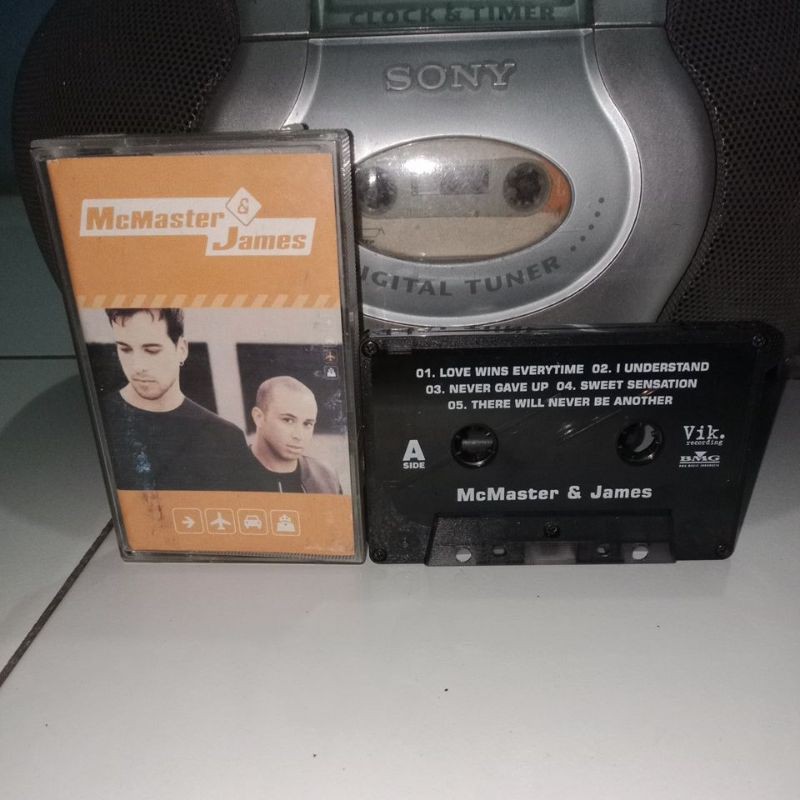 CLOCK & TIMER
SONY
DIGITAL TUNER
McMaster
&
James
01. LOVE WINS EVERYTIME 02. I UNDERSTAND
03. NEVER GAVE UP 04. SWEET SENSATION
05. THERE WILL NEVER BE ANOTHER
A
SIDE
Vik.
recording
BMG
McMaster & James